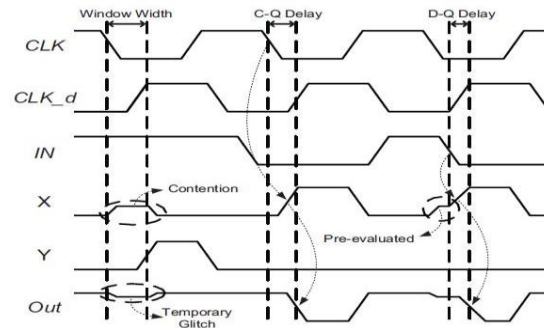 Window Width
C-Q Delay
D-Q Delay
CLK
CLK_d
IN
Contention
X
Pre-evaluated
Y
Out
Temporary
Glitch